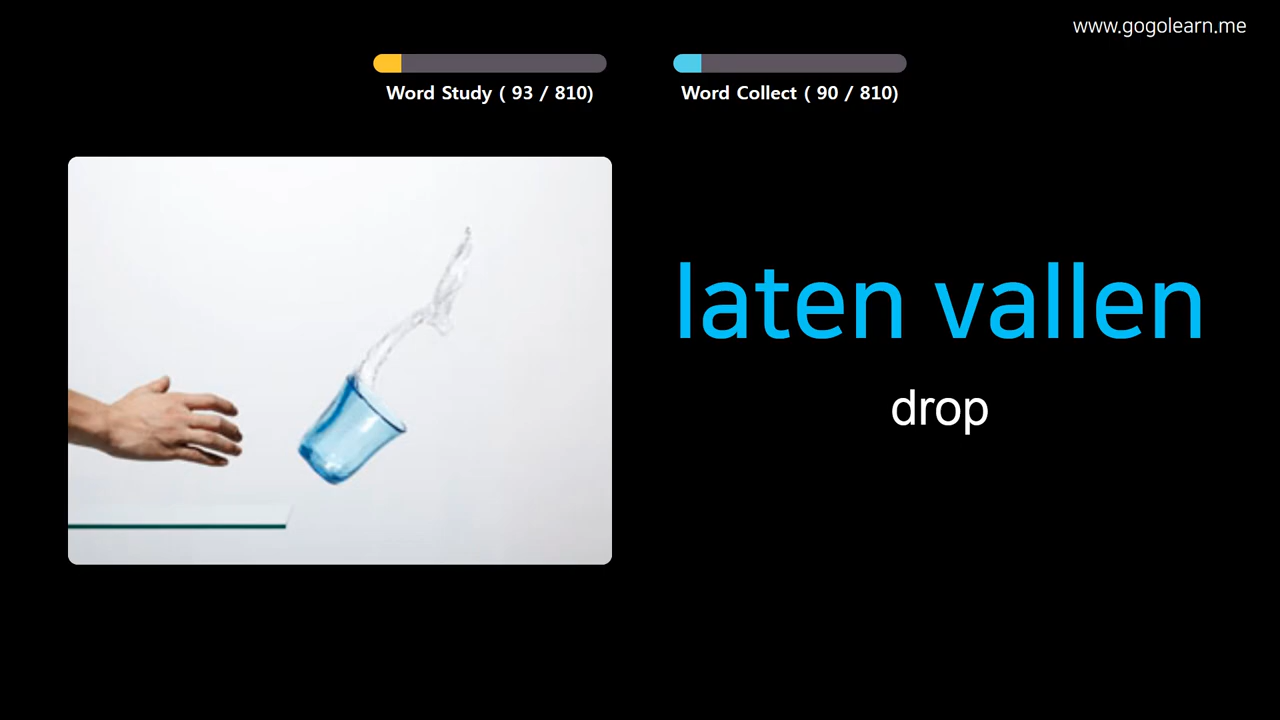 www.gogolearn.me
Word Study ( 93 / 810)
Word Collect ( 90 / 810)
laten vallen
drop